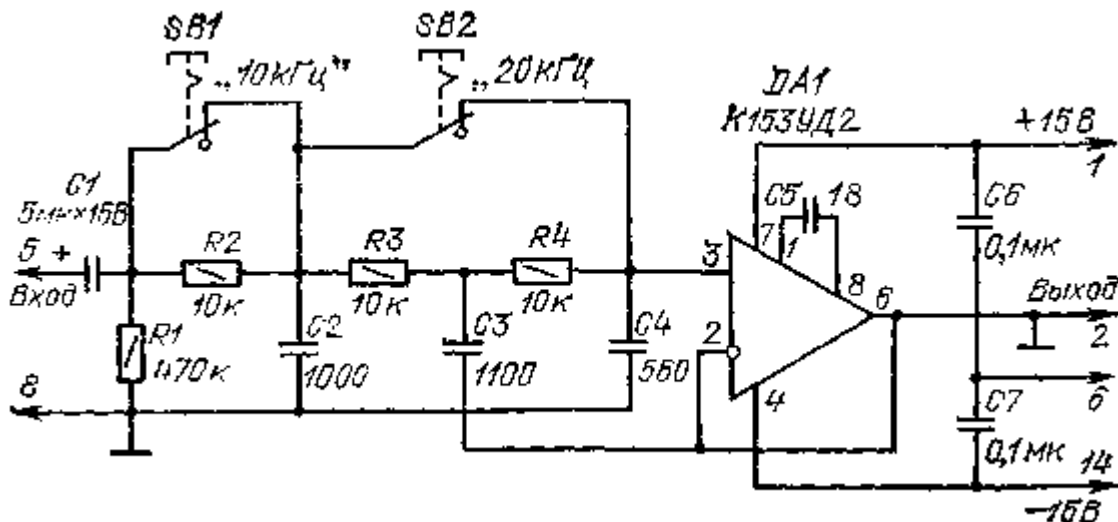 SB1
SB2
„10кГц"
„20кГц
DA1
К153УД2
+15В
1
C1
5мк×15В
5
+
Вход
R2
10к
R3
10к
R4
10к
3
2
7
1
C5
18
8
6
4
C6
0,1мк
Выход
2
R1
470к
C2
1000
C3
1100
C4
560
8
C7
0,1мк
6
14
−15В